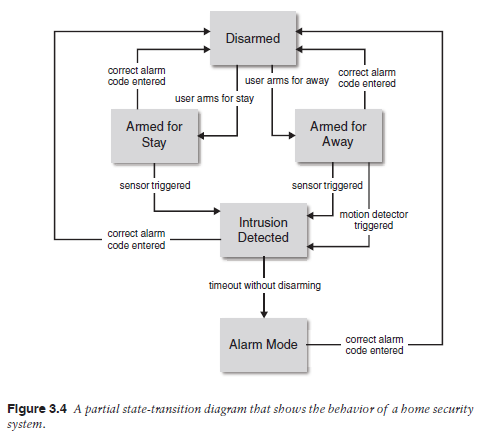 Disarmed
correct alarm
code entered
user arms for away
correct alarm
code entered
user arms for stay
Armed for
Stay
Armed for
Away
sensor triggered
sensor triggered
motion detector
triggered
Intrusion
Detected
correct alarm
code entered
timeout without disarming
Alarm Mode
correct alarm
code entered
Figure 3.4 A partial state-transition diagram that shows the behavior of a home security
system.